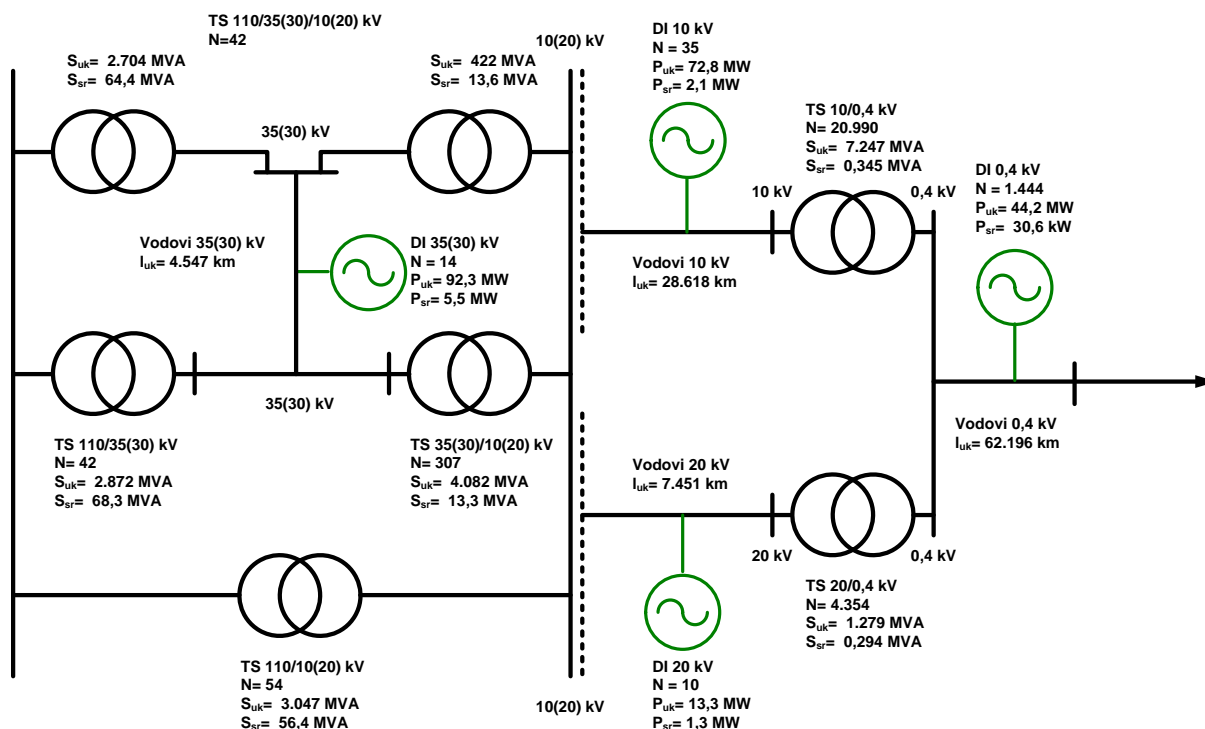 TS 110/35(30)/10(20) kV
N=42
Suk= 2.704 MVA
Ssr= 64,4 MVA
Suk= 422 MVA
Ssr= 13,6 MVA
10(20) kV
35(30) kV
DI 10 kV
N = 35
Puk= 72,8 MW
Psr= 2,1 MW
TS 10/0,4 kV
N= 20.990
Suk= 7.247 MVA
Ssr= 0,345 MVA
10 kV
0,4 kV
DI 0,4 kV
N = 1.444
Puk= 44,2 MW
Psr= 30,6 kW
Vodovi 35(30) kV
luk= 4.547 km
DI 35(30) kV
N = 14
Puk= 92,3 MW
Psr= 5,5 MW
Vodovi 10 kV
luk= 28.618 km
35(30) kV
Vodovi 0,4 kV
luk= 62.196 km
TS 110/35(30) kV
N= 42
Suk= 2.872 MVA
Ssr= 68,3 MVA
TS 35(30)/10(20) kV
N= 307
Suk= 4.082 MVA
Ssr= 13,3 MVA
Vodovi 20 kV
luk= 7.451 km
20 kV
0,4 kV
TS 20/0,4 kV
N= 4.354
Suk= 1.279 MVA
Ssr= 0,294 MVA
TS 110/10(20) kV
N= 54
Suk= 3.047 MVA
Ssr= 56,4 MVA
10(20) kV
DI 20 kV
N = 10
Puk= 13,3 MW
Psr= 1,3 MW